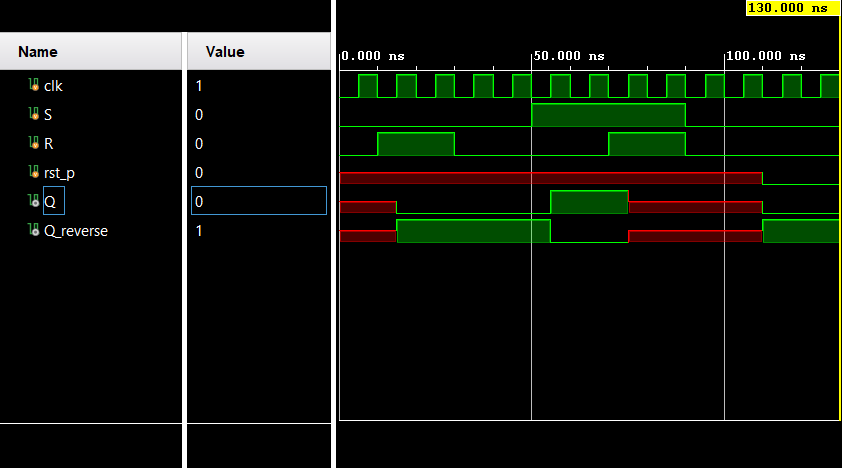 130.000 ns
Name Value
0.000 ns 50.000 ns 100.000 ns
clk 1
S 0
R 0
rst_p 0
Q 0
Q_reverse 1